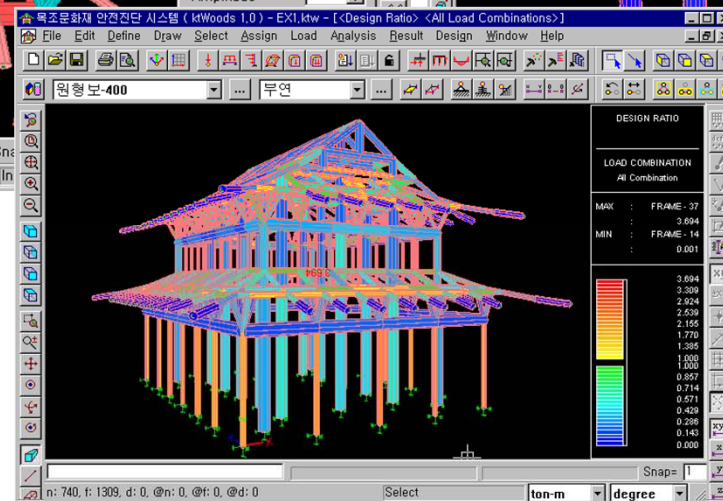 목조문화재 안전진단 시스템 ( ktWoods 1.0 ) - EX1.ktw - [<Design Ratio> <All Load Combinations>]
File Edit Define Draw Select Assign Load Analysis Result Design Window Help
원형보-400 ... 부연 ...
DESIGN RATIO
LOAD COMBINATION
All Combination
MAX : FRAME - 37
: 3.694
MIN : FRAME - 14
: 0.001
3.694
3.694
3.309
2.924
2.539
2.155
1.770
1.385
1.000
1.000
0.857
0.714
0.571
0.429
0.286
0.143
0.000
X
Snap= 1
n: 740, f: 1309, d: 0, @n: 0, @f: 0, @d: 0 Select ton-m degree